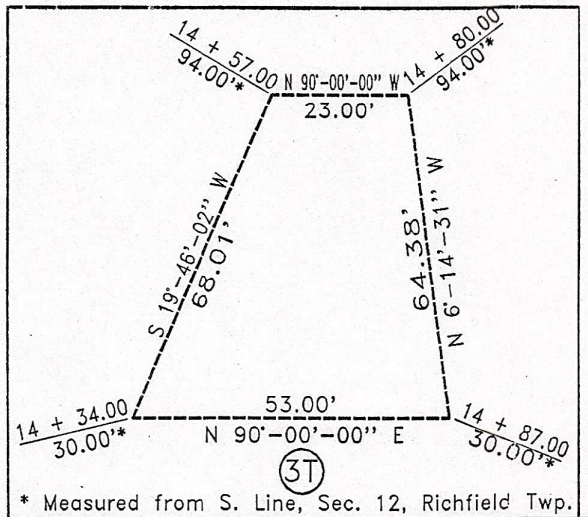 14 + 57.00
94.00'*
N 90°-00'-00" W
23.00'
14 + 80.00
94.00'*
S 19°-46'-02" W
68.01'
64.38'
N 6°-14'-31" W
14 + 34.00
30.00'*
53.00'
N 90°-00'-00" E
14 + 87.00
30.00'*
3T
* Measured from S. Line, Sec. 12, Richfield Twp.